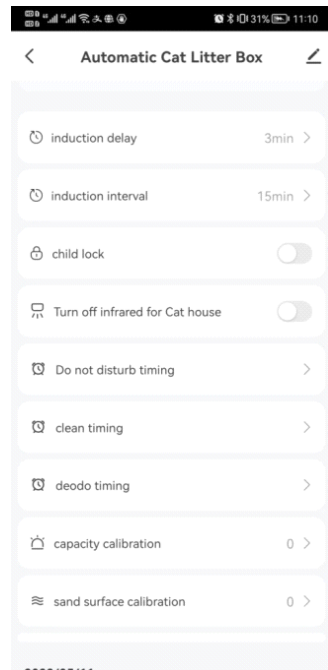 31% 11:10
Automatic Cat Litter Box
induction delay 3min >
induction interval 15min >
child lock
Turn off infrared for Cat house
Do not disturb timing >
clean timing >
deodo timing >
capacity calibration 0 >
sand surface calibration 0 >